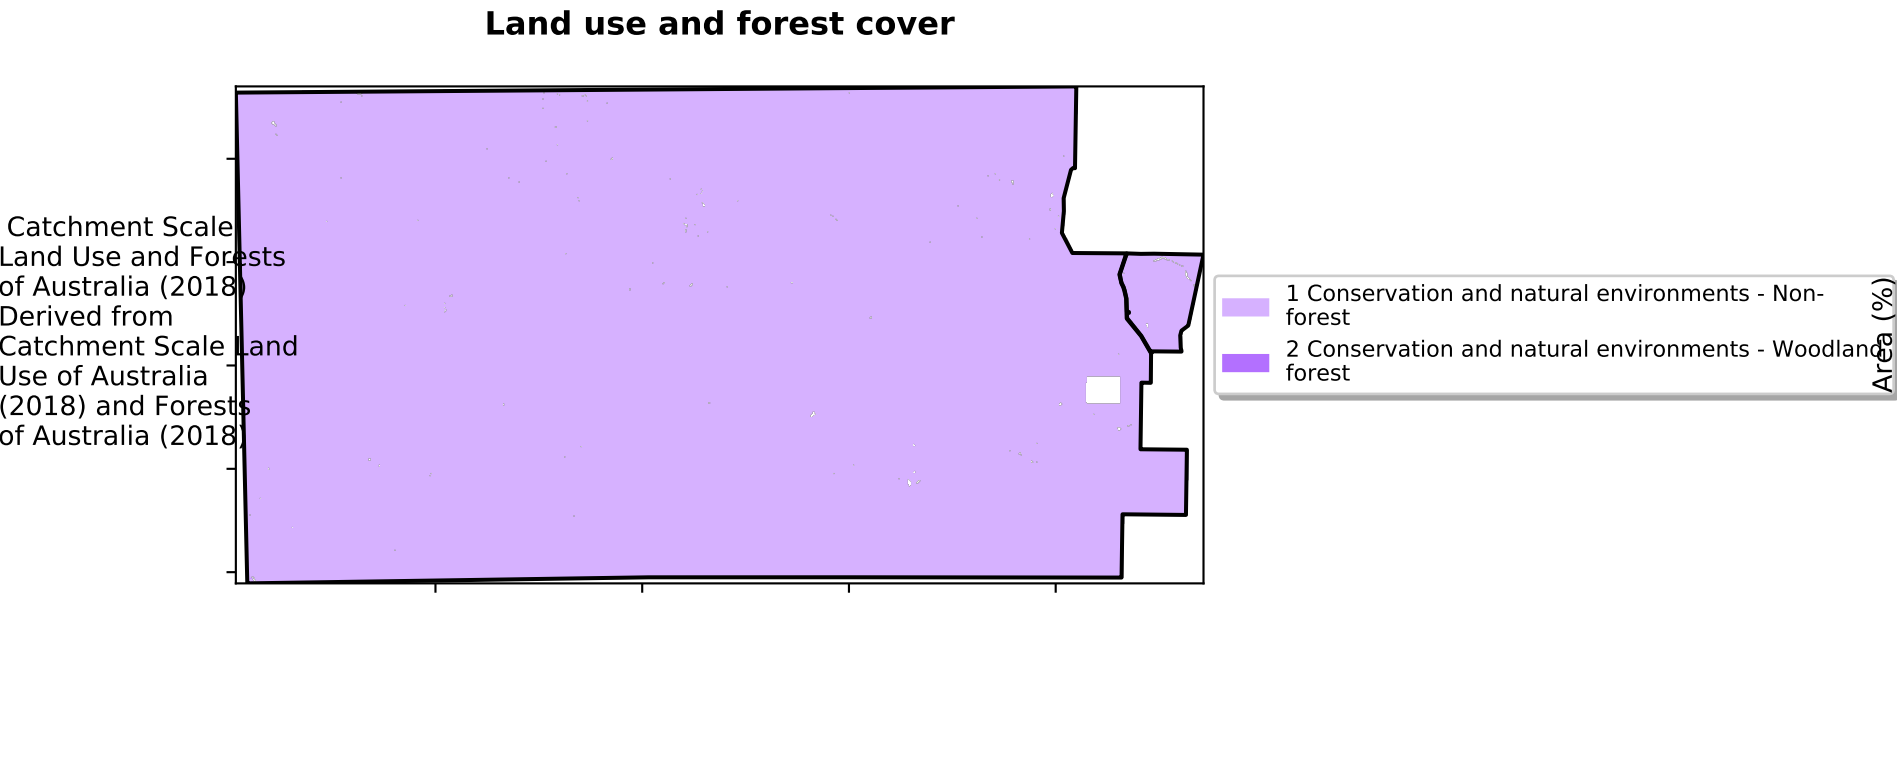 Land use and forest cover
Catchment Scale
Land Use and Forests
of Australia (2018)
Derived from
Catchment Scale Land
Use of Australia
(2018) and Forests
of Australia (2018)
1 Conservation and natural environments - Non-
forest
2 Conservation and natural environments - Woodland
forest
Area (%)